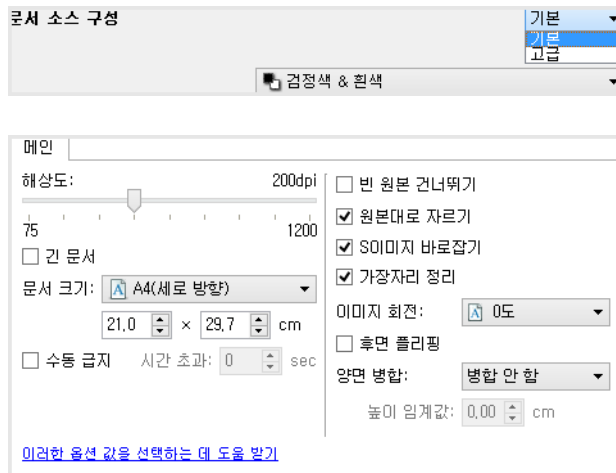 문서 소스 구성
기본
기본
고급
검정색 & 흰색
메인
해상도: 200dpi
75 1200
긴 문서
문서 크기: A4(세로 방향)
21,0 × 29,7 cm
수동 급지 시간 초과: 0 sec
빈 원본 건너뛰기
원본대로 자르기
S이미지 바로잡기
가장자리 정리
이미지 회전: 0도
후면 플리핑
양면 병합: 병합 안 함
높이 임계값: 0,00 cm
이러한 옵션 값을 선택하는 데 도움 받기